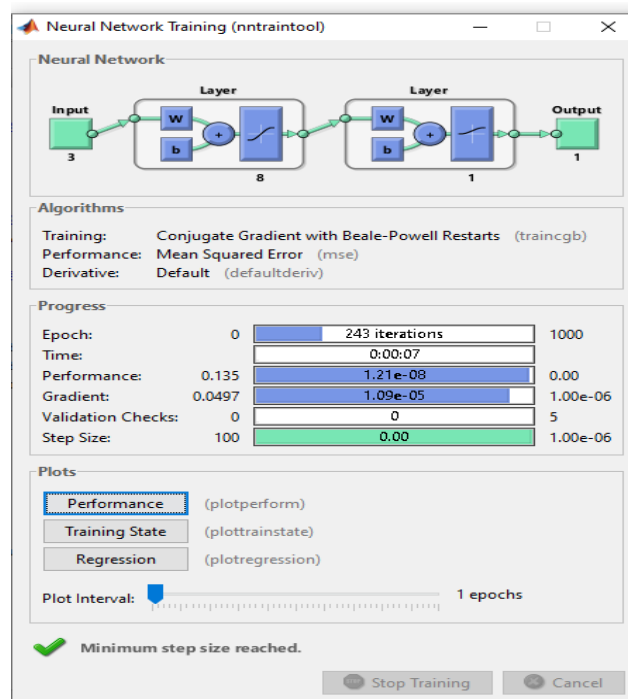 Neural Network Training (nntraintool)
Neural Network
Layer Layer
Input Output
W W
b b
+ +
3 8 1 1
Algorithms
Training: Conjugate Gradient with Beale-Powell Restarts (traincgb)
Performance: Mean Squared Error (mse)
Derivative: Default (defaultderiv)
Progress
Epoch: 0 243 iterations 1000
Time: 0:00:07
Performance: 0.135 1.21e-08 0.00
Gradient: 0.0497 1.09e-05 1.00e-06
Validation Checks: 0 0 5
Step Size: 100 0.00 1.00e-06
Plots
Performance (plotperform)
Training State (plottrainstate)
Regression (plotregression)
Plot Interval: 1 epochs
Minimum step size reached.
Stop Training Cancel